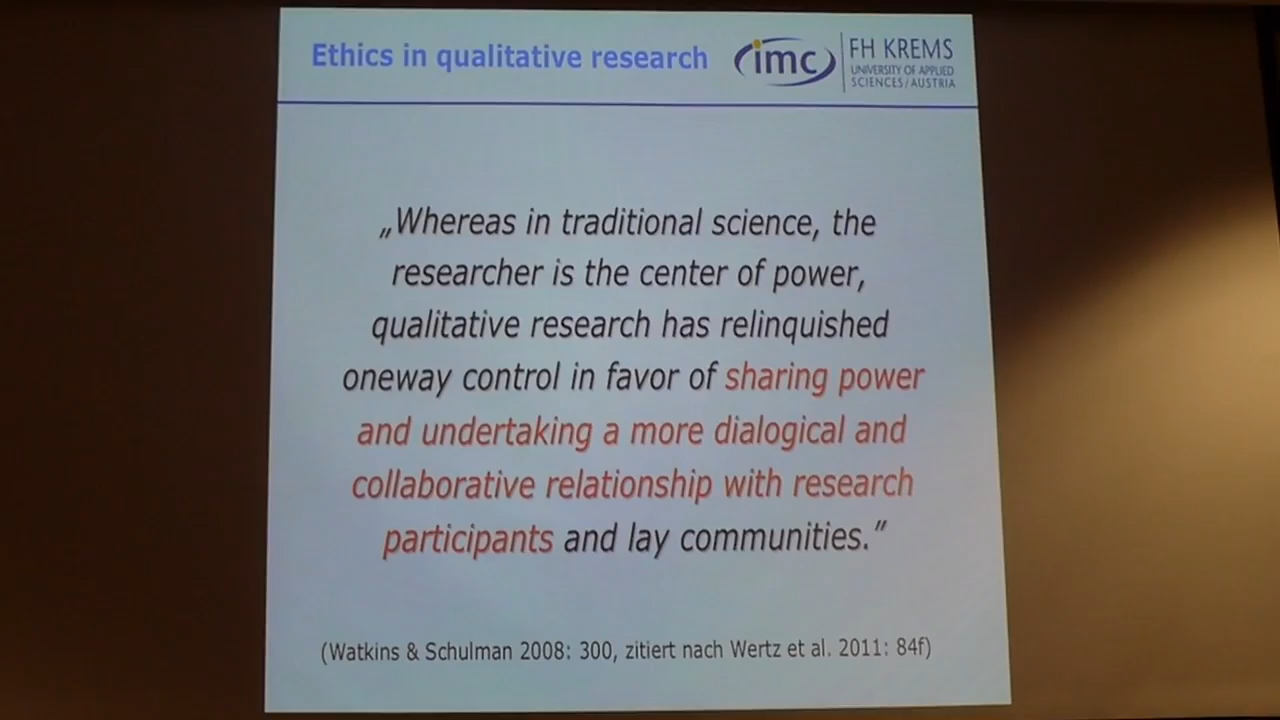 Ethics in qualitative research
imc
FH KREMS
UNIVERSITY OF APPLIED
SCIENCES/AUSTRIA
„Whereas in traditional science, the
researcher is the center of power,
qualitative research has relinquished
oneway control in favor of sharing power
and undertaking a more dialogical and
collaborative relationship with research
participants and lay communities.”
(Watkins & Schulman 2008: 300, zitiert nach Wertz et al. 2011: 84f)